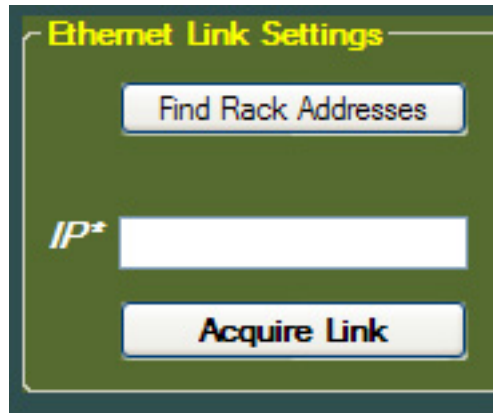 Ethernet Link Settings
Find Rack Addresses
IP*
Acquire Link